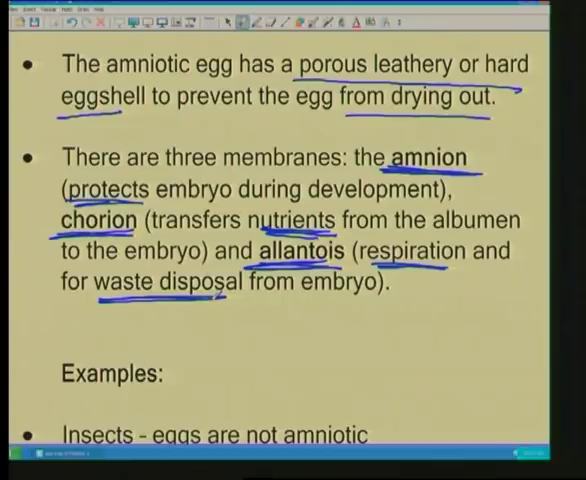 • The amniotic egg has a porous leathery or hard
eggshell to prevent the egg from drying out.
• There are three membranes: the amnion
(protects embryo during development),
chorion (transfers nutrients from the albumen
to the embryo) and allantois (respiration and
for waste disposal from embryo).
Examples:
• Insects - eggs are not amniotic